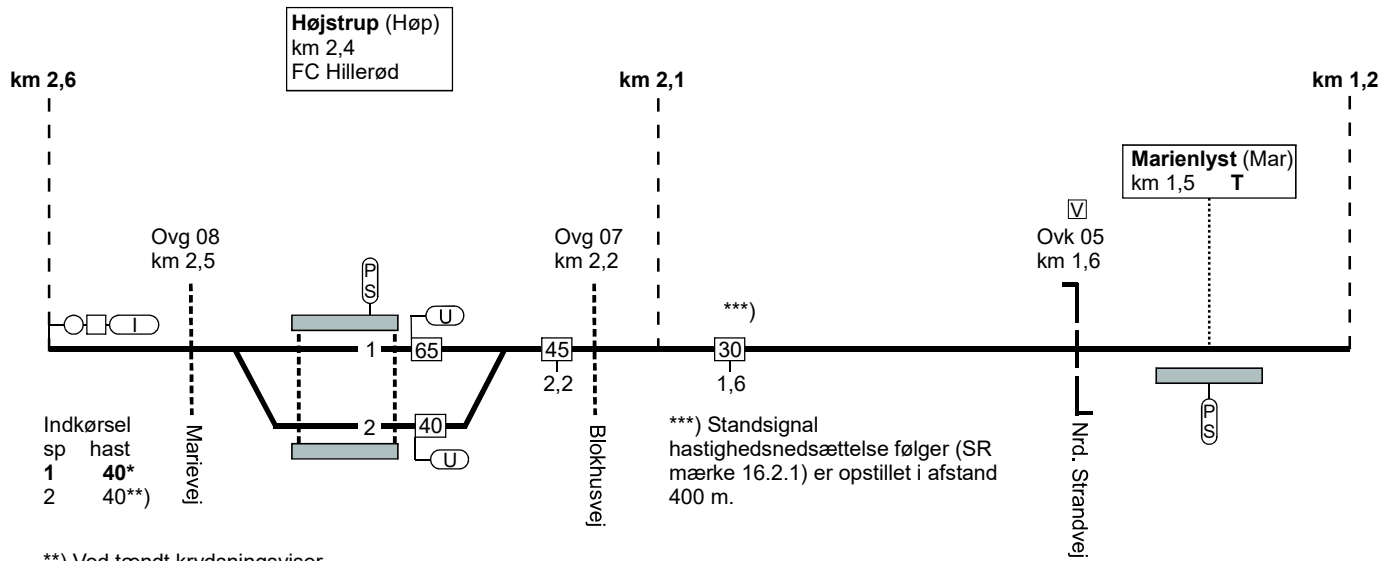 Højstrup (Høp)
km 2,4
FC Hillerød
km 2,6
km 2,1
km 1,2
Marienlyst (Mar)
km 1,5 T
V
Ovg 08
km 2,5
Ovg 07
km 2,2
Ovk 05
km 1,6
P
S
***)
I
U
1
65
45
30
2,2
1,6
2
40
U
P
S
Indkørsel
sp hast
1 40*
2 40**)
Marievej
Blokhusvej
Nrd. Strandvej
***) Standsignal
hastighedsnedsættelse følger (SR
mærke 16.2.1) er opstillet i afstand
400 m.